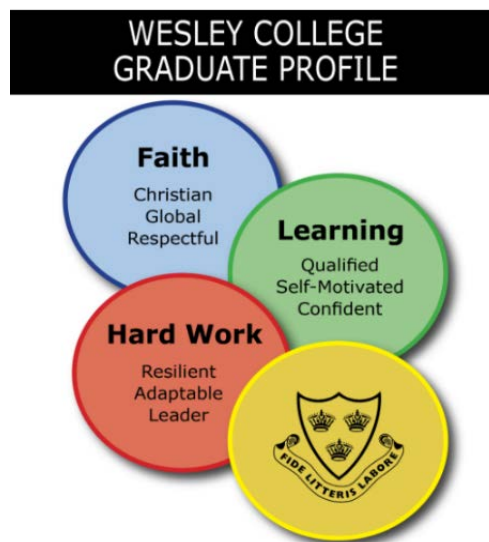 WESLEY COLLEGE
GRADUATE PROFILE
Faith
Christian
Global
Respectful
Learning
Qualified
Self-Motivated
Confident
Hard Work
Resilient
Adaptable
Leader
FIDE LITTERIS LABORE